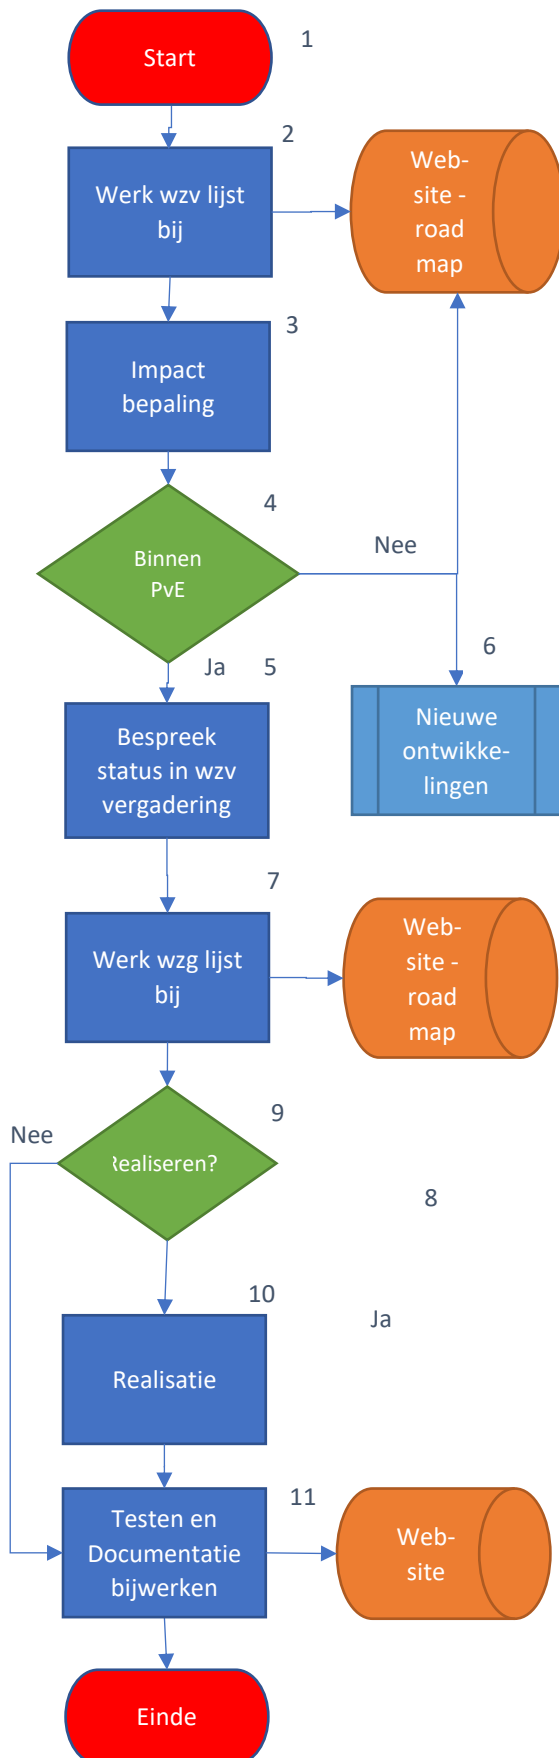 1
Start
2
Werk wzv lijst
bij
Web-
site -
road
map
3
Impact
bepaling
4
Binnen
PvE
Nee
Ja
5
6
Bespreek
status in wzv
vergadering
Nieuwe
ontwikke-
lingen
7
Werk wzg lijst
bij
Web-
site -
road
map
9
Nee
Realiseren?
8
10
Ja
Realisatie
11
Testen en
Documentatie
bijwerken
Web-
site
Einde